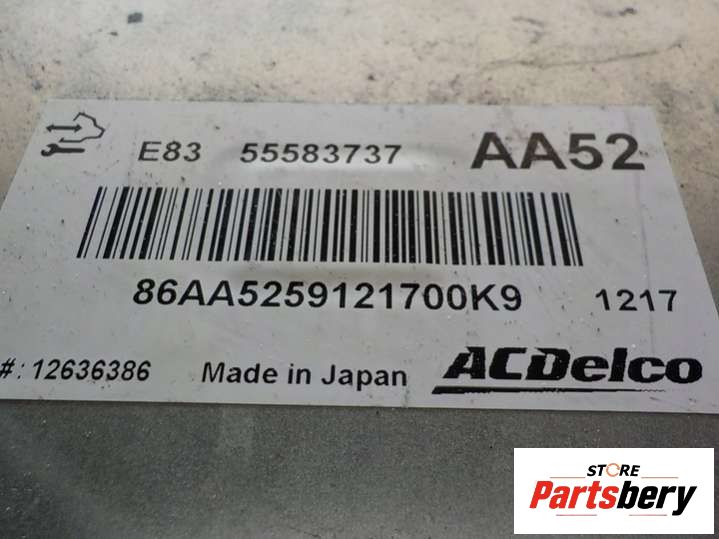 E83 55583737 AA52
86AA5259121700K9 1217
#: 12636386 Made in Japan ACDelco
STORE
Partsbery